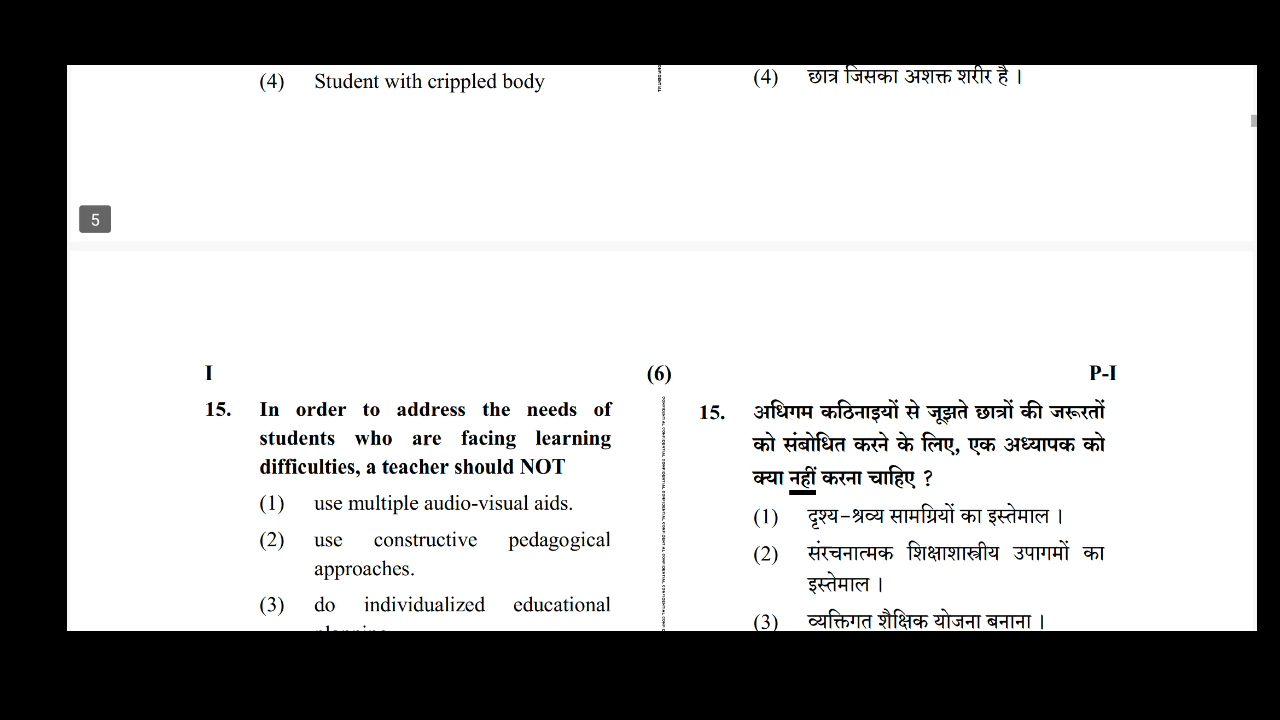 (4) Student with crippled body
(4) छात्र जिसका अशक्त शरीर है ।
5
I (6) P-I
15. In order to address the needs of
students who are facing learning
difficulties, a teacher should NOT
(1) use multiple audio-visual aids.
(2) use constructive pedagogical
approaches.
(3) do individualized educational
15. अधिगम कठिनाइयों से जूझते छात्रों की जरूरतों
को संबोधित करने के लिए, एक अध्यापक को
क्या नहीं करना चाहिए ?
(1) दृश्य–श्रव्य सामग्रियों का इस्तेमाल ।
(2) संरचनात्मक शिक्षाशास्त्रीय उपागमों का
इस्तेमाल ।
(3) व्यक्तिगत शैक्षिक योजना बनाना ।